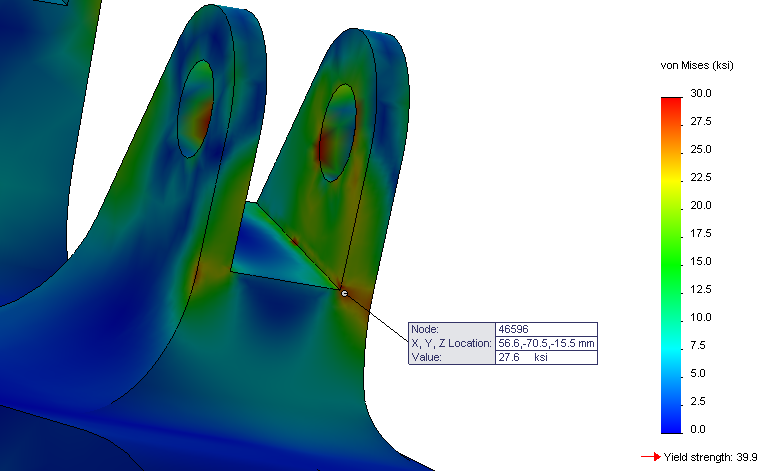 von Mises (ksi)
30.0
27.5
25.0
22.5
20.0
17.5
15.0
12.5
10.0
7.5
5.0
2.5
0.0
Node: 46596
X, Y, Z Location: 56.6,-70.5,-15.5 mm
Value: 27.6 ksi
Yield strength: 39.9